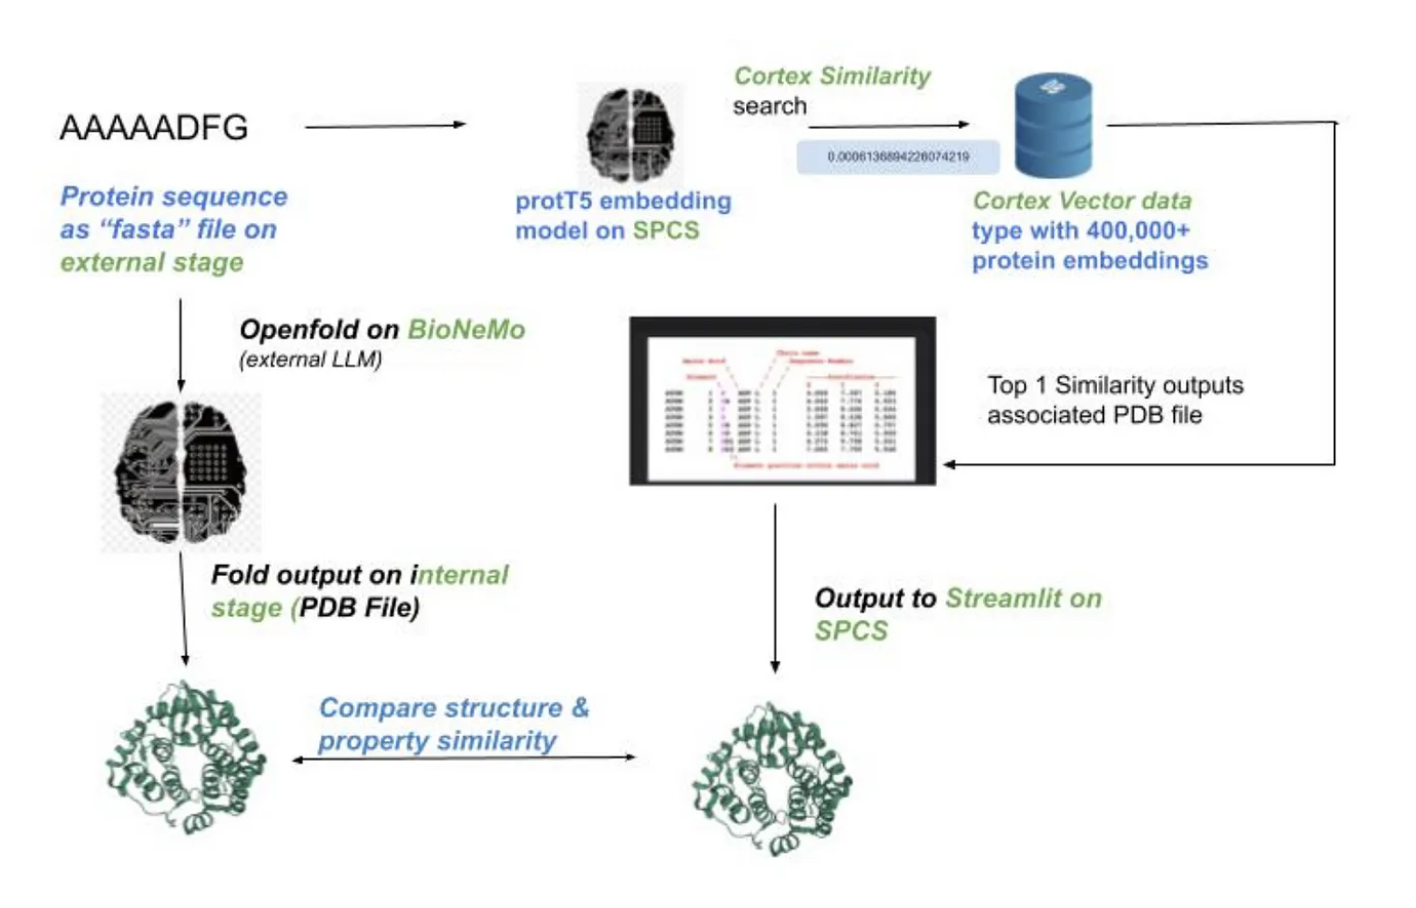 AAAAADFG
Protein sequence
as “fasta” file on
external stage
protT5 embedding
model on SPCS
Cortex Similarity
search
0.0006136894226074219
Cortex Vector data
type with 400,000+
protein embeddings
Openfold on BioNeMo
(external LLM)
Top 1 Similarity outputs
associated PDB file
Fold output on internal
stage (PDB File)
Output to Streamlit on
SPCS
Compare structure &
property similarity